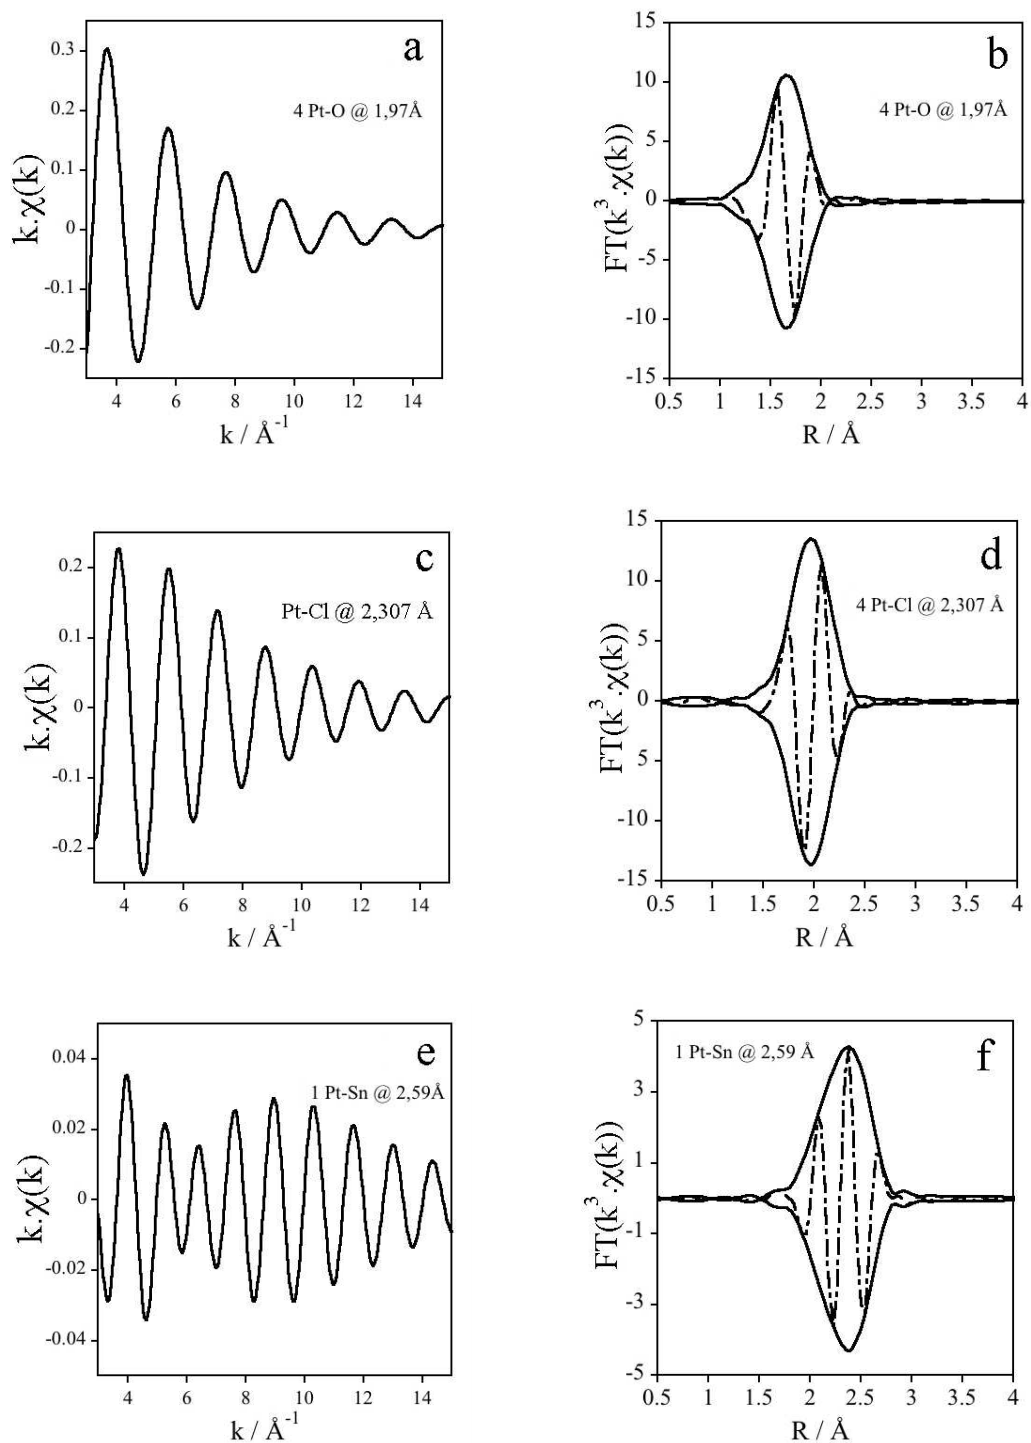 a
4 Pt-O @ 1,97Å
k.χ(k)
0.3
0.2
0.1
0
-0.1
-0.2
4 6 8 10 12 14
k / Å-1
b
4 Pt-O @ 1,97Å
FT(k3.χ(k))
15
10
5
0
-5
-10
-15
0.5 1 1.5 2 2.5 3 3.5 4
R / Å
c
Pt-Cl @ 2,307 Å
k.χ(k)
0.2
0.1
0
-0.1
-0.2
4 6 8 10 12 14
k / Å-1
d
4 Pt-Cl @ 2,307 Å
FT(k3.χ(k))
15
10
5
0
5
-10
-15
0.5 1 1.5 2 2.5 3 3.5 4
R / Å
e
1 Pt-Sn @ 2,59Å
k.χ(k)
0.04
0.02
0
-0.02
-0.04
4 6 8 10 12 14
k / Å-1
f
1 Pt-Sn @ 2,59 Å
FT(k3.χ(k))
5
3
1
-1
-3
-5
0.5 1 1.5 2 2.5 3 3.5 4
R / Å